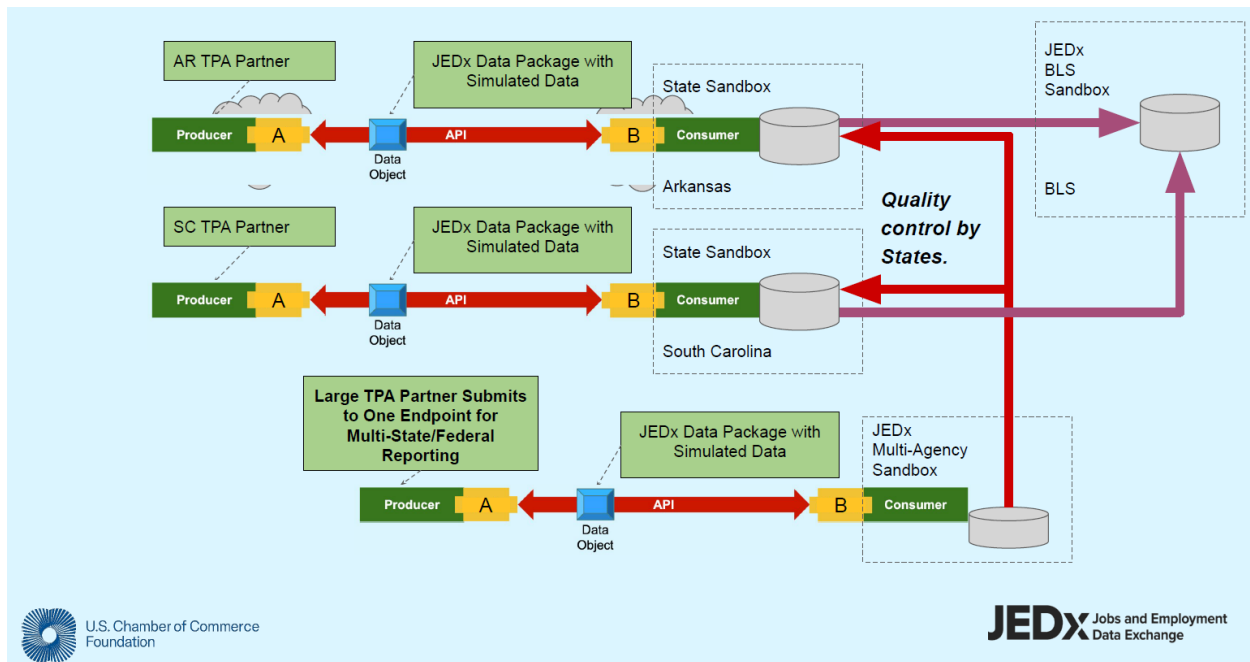 AR TPA Partner
JEDx Data Package with
Simulated Data
State Sandbox
JEDx
BLS
Sandbox
Producer
A
API
B
Consumer
Data
Object
Arkansas
BLS
Quality
control by
States.
SC TPA Partner
JEDx Data Package with
Simulated Data
State Sandbox
Producer
A
API
B
Consumer
Data
Object
South Carolina
Large TPA Partner Submits
to One Endpoint for
Multi-State/Federal
Reporting
JEDx Data Package with
Simulated Data
JEDx
Multi-Agency
Sandbox
Producer
A
API
B
Consumer
Data
Object
U.S. Chamber of Commerce
Foundation
JEDx
Jobs and Employment
Data Exchange